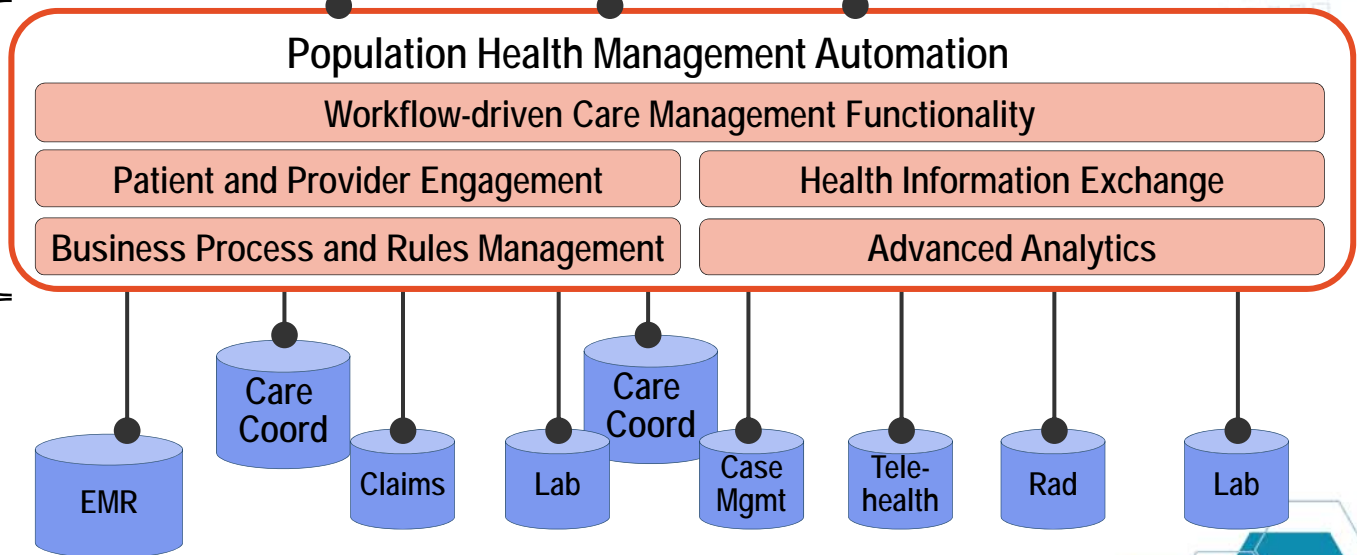 Population Health Management Automation
Workflow-driven Care Management Functionality
Patient and Provider Engagement
Health Information Exchange
Business Process and Rules Management
Advanced Analytics
Care
Coord
Care
Coord
EMR
Claims
Lab
Case
Mgmt
Tele-
health
Rad
Lab